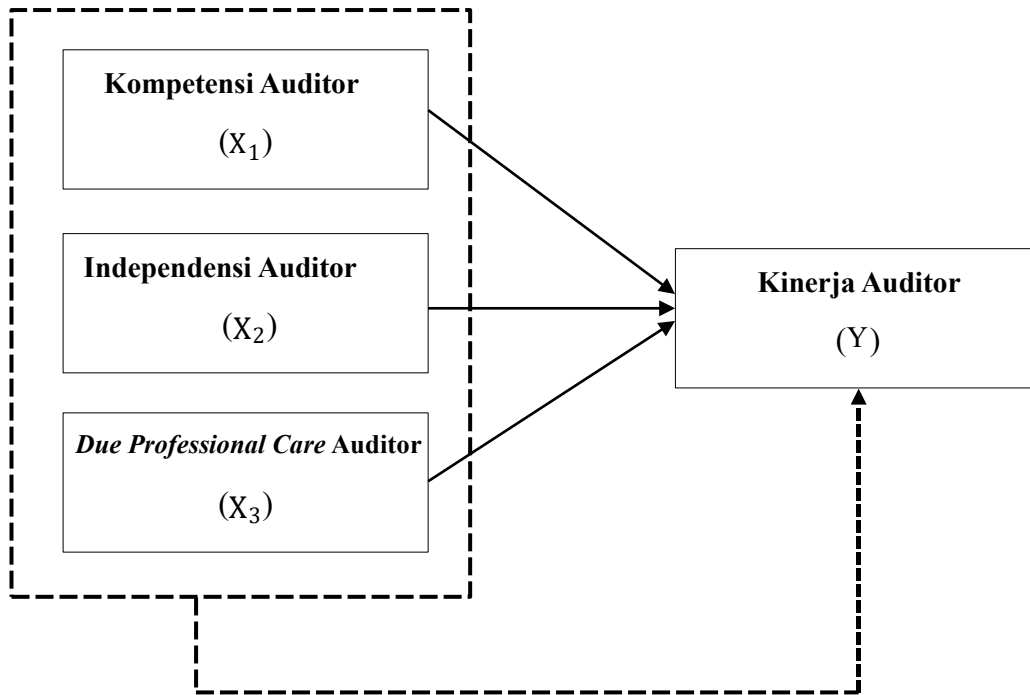 Kompetensi Auditor
(X₁)
Independensi Auditor
(X₂)
Due Professional Care Auditor
(X₃)
Kinerja Auditor
(Y)